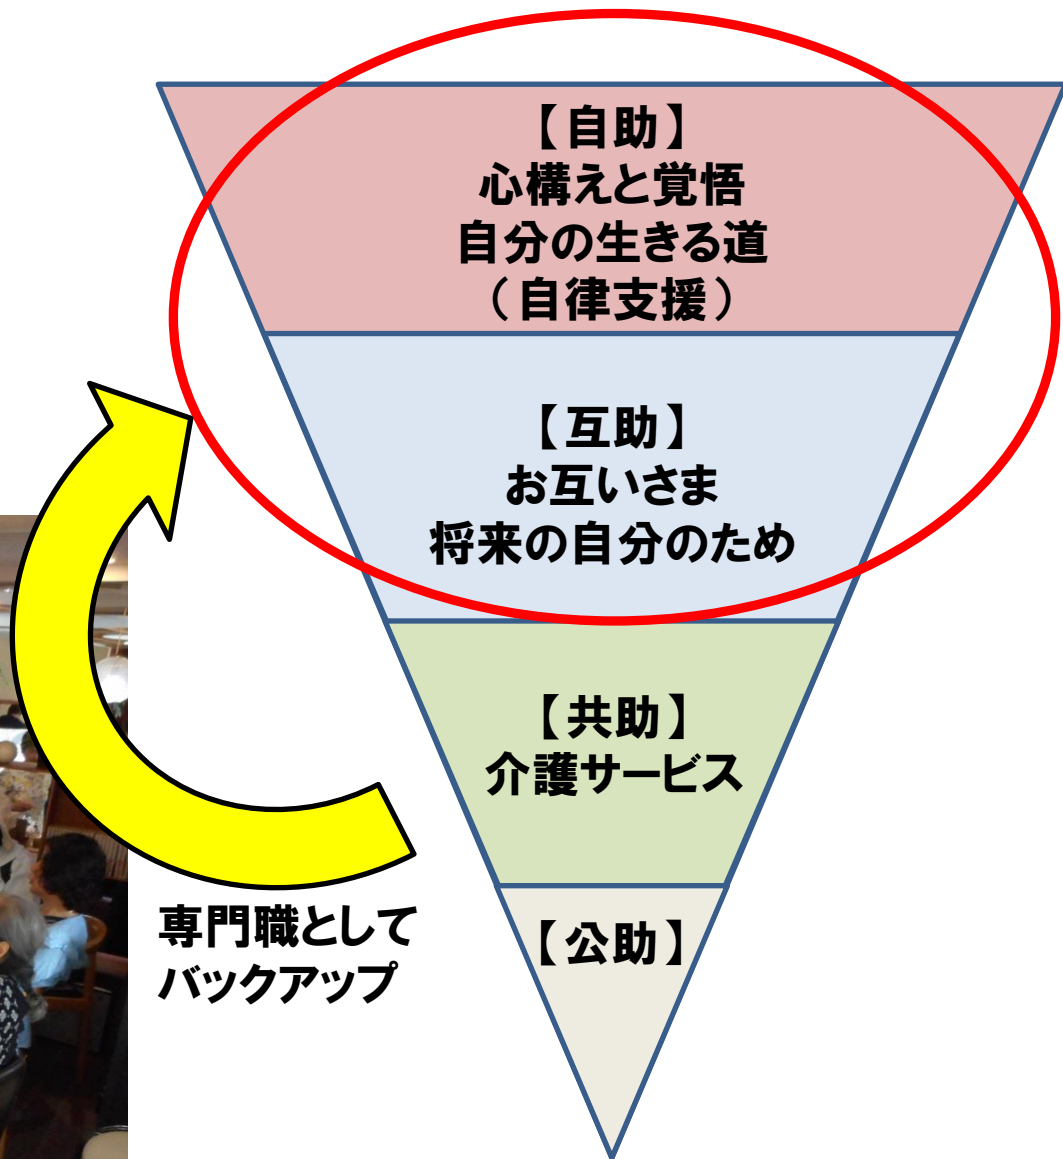 【自助】
心構えと覚悟
自分の生きる道
（自律支援）
【互助】
お互いさま
将来の自分のため
【共助】
介護サービス
【公助】
専門職として
バックアップ